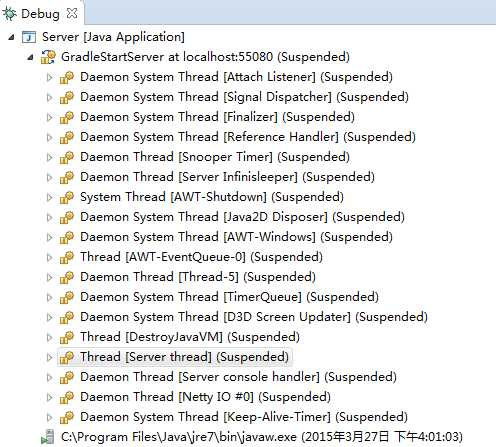 Debug
Server [Java Application]
GradleStartServer at localhost:55080 (Suspended)
Daemon System Thread [Attach Listener] (Suspended)
Daemon System Thread [Signal Dispatcher] (Suspended)
Daemon System Thread [Finalizer] (Suspended)
Daemon System Thread [Reference Handler] (Suspended)
Daemon Thread [Snooper Timer] (Suspended)
Daemon Thread [Server Infinisleeper] (Suspended)
System Thread [AWT-Shutdown] (Suspended)
Daemon System Thread [Java2D Disposer] (Suspended)
Daemon System Thread [AWT-Windows] (Suspended)
Thread [AWT-EventQueue-0] (Suspended)
Daemon Thread [Thread-5] (Suspended)
Daemon System Thread [TimerQueue] (Suspended)
Daemon System Thread [D3D Screen Updater] (Suspended)
Thread [DestroyJavaVM] (Suspended)
Thread [Server thread] (Suspended)
Daemon Thread [Server console handler] (Suspended)
Daemon Thread [Netty IO #0] (Suspended)
Daemon System Thread [Keep-Alive-Timer] (Suspended)
C:\Program Files\Java\jre7\bin\javaw.exe (2015年3月27日 下午4:01:03)